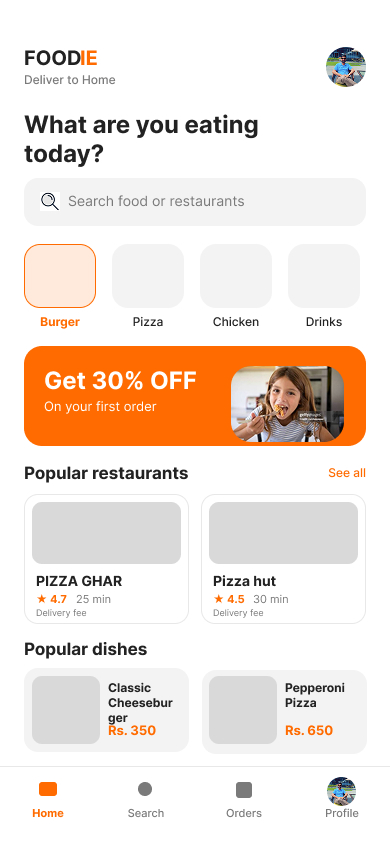 FOODIE
Deliver to Home
What are you eating
today?
Search food or restaurants
Burger
Pizza
Chicken
Drinks
Get 30% OFF
On your first order
Popular restaurants
See all
PIZZA GHAR
★ 4.7 25 min
Delivery fee
Pizza hut
★ 4.5 30 min
Delivery fee
Popular dishes
Classic
Cheesebur
ger
Rs. 350
Pepperoni
Pizza
Rs. 650
Home
Search
Orders
Profile